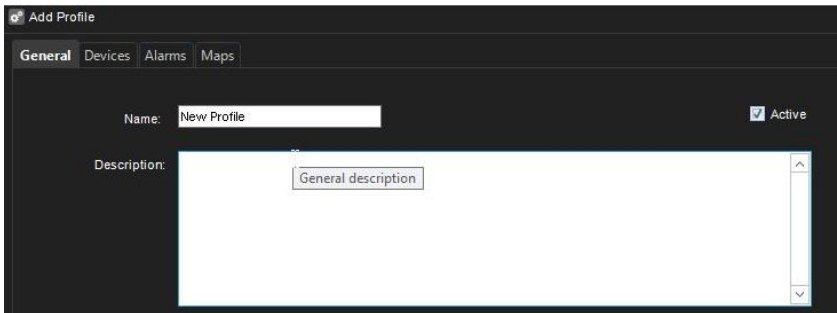 Add Profile
General Devices Alarms Maps
Name: New Profile Active
Description:
General description